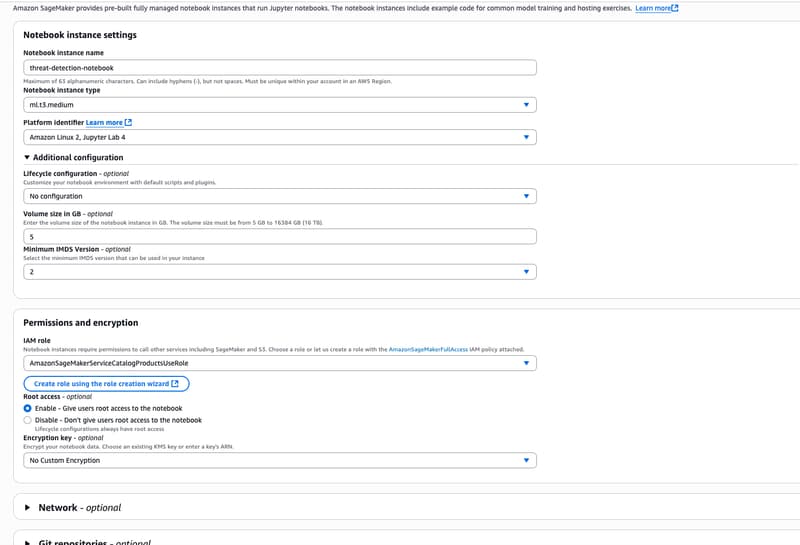 Amazon SageMaker provides pre-built fully managed notebook instances that run Jupyter notebooks. The notebook instances include example code for common model training and hosting exercises. Learn more
Notebook instance settings
Notebook instance name
threat-detection-notebook
Maximum of 63 alphanumeric characters. Can include hyphens (-), but not spaces. Must be unique within your account in an AWS Region.
Notebook instance type
ml.t3.medium
Platform identifier Learn more
Amazon Linux 2, Jupyter Lab 4
Additional configuration
Lifecycle configuration - optional
Customize your notebook environment with default scripts and plugins.
No configuration
Volume size in GB - optional
Enter the volume size of the notebook instance in GB. The volume size must be from 5 GB to 16384 GB (16 TB).
5
Minimum IMDS Version - optional
Select the minimum IMDS version that can be used in your instance
2
Permissions and encryption
IAM role
Notebook instances require permissions to call other services including SageMaker and S3. Choose a role or let us create a role with the AmazonSageMakerFullAccess IAM policy attached.
AmazonSageMakerServiceCatalogProductsUseRole
Create role using the role creation wizard
Root access - optional
Enable - Give users root access to the notebook
Disable - Don't give users root access to the notebook
Lifecycle configurations always have root access
Encryption key - optional
Encrypt your notebook data. Choose an existing KMS key or enter a key's ARN.
No Custom Encryption
Network - optional
Git repositories - optional